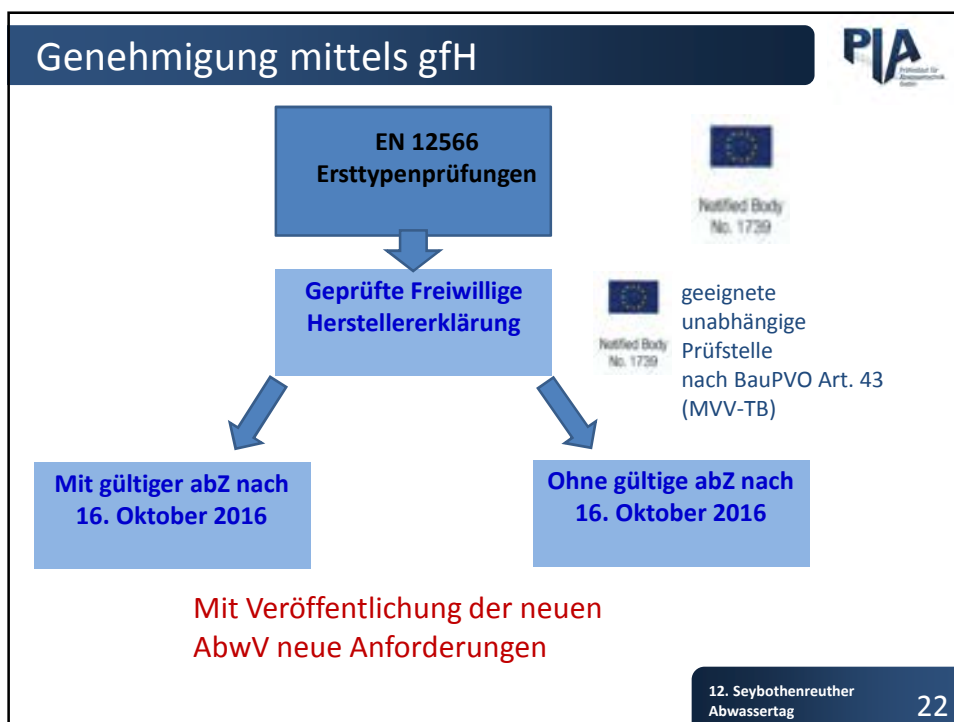 Genehmigung mittels gfH
PIA
EN 12566
Ersttypenprüfungen
Notified Body
No. 1739
Geprüfte Freiwillige
Herstellererklärung
Notified Body
No. 1739
geeignete
unabhängige
Prüfstelle
nach BauPVO Art. 43
(MVV-TB)
Mit gültiger abZ nach
16. Oktober 2016
Ohne gültige abZ nach
16. Oktober 2016
Mit Veröffentlichung der neuen
AbwV neue Anforderungen
12. Seybothenreuther
Abwassertag
22